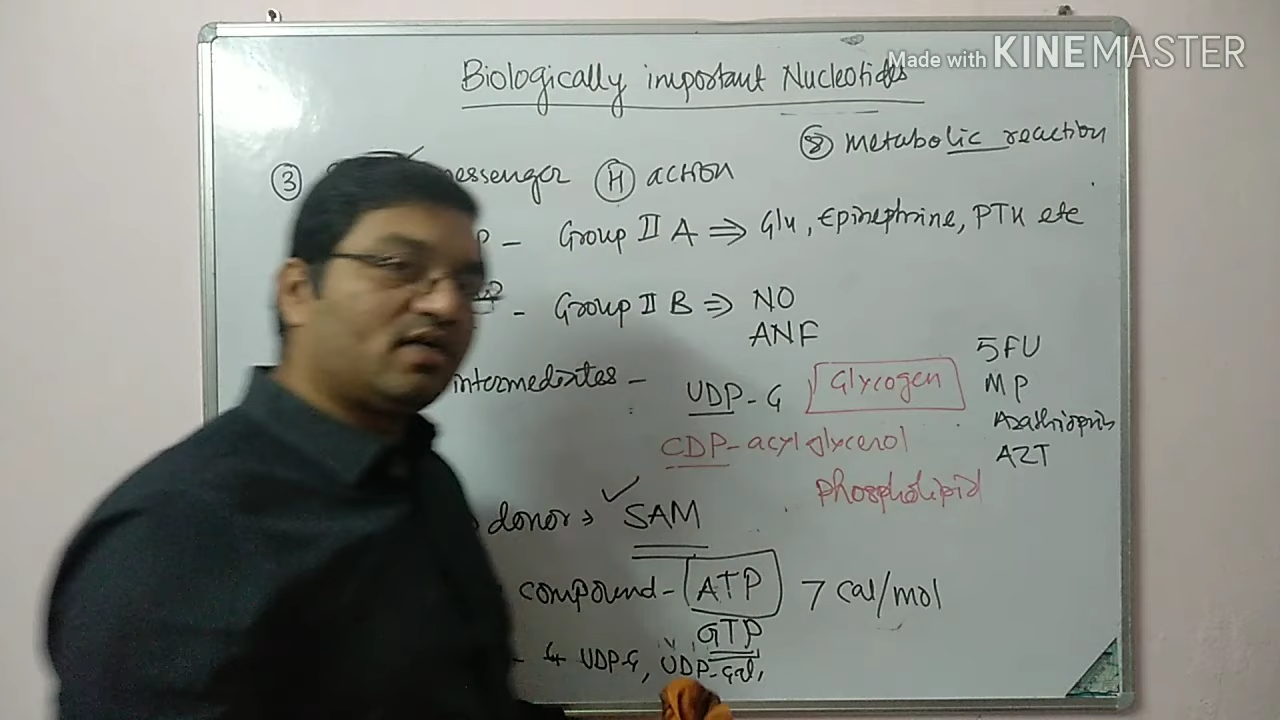 Made with KINEMASTER
Biologically important Nucleotides
⑧ metabolic reaction
③ messenger Ⓗ action
P - Group II A ⇒ Glu, Epinephrine, PTH etc
- Group II B ⇒ NO
ANF
intermediates - UDP-G Glycogen
CDP-acylglycerol
phospholipid
5FU
MP
AZT
donor ⇒ ✓ SAM
compound - ATP 7 cal/mol
GTP
- UDP-G, UDP-Gal,